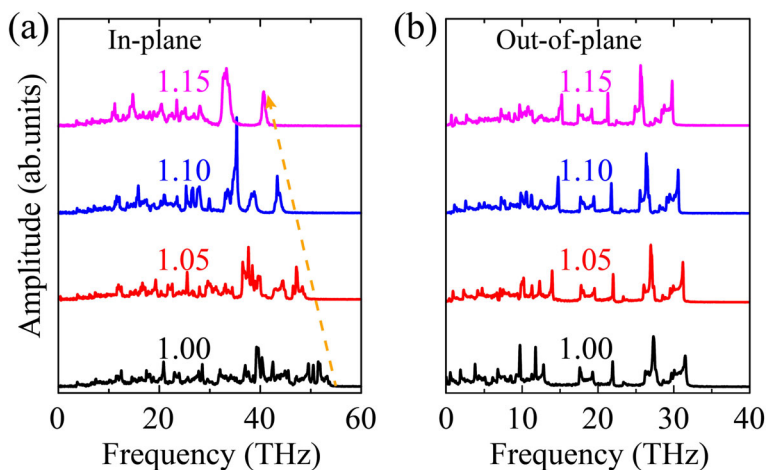 (a)
In-plane
1.15
1.10
1.05
1.00
Amplitude (ab.units)
0 20 40 60
Frequency (THz)
(b)
Out-of-plane
1.15
1.10
1.05
1.00
0 10 20 30 40
Frequency (THz)